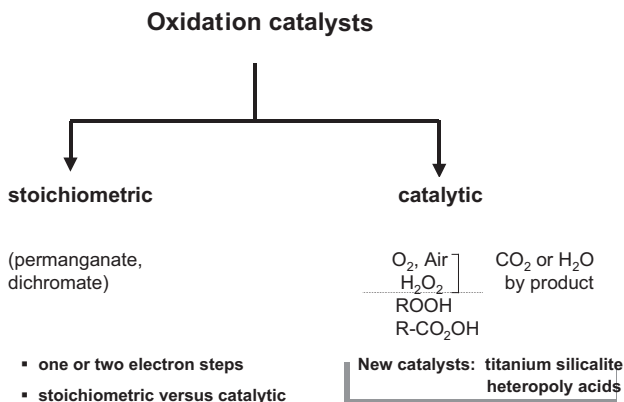 Oxidation catalysts
stoichiometric
catalytic
(permanganate,
dichromate)
O₂, Air
H₂O₂
ROOH
R-CO₂OH
CO₂ or H₂O
by product
▪ one or two electron steps
▪ stoichiometric versus catalytic
New catalysts: titanium silicalite
heteropoly acids